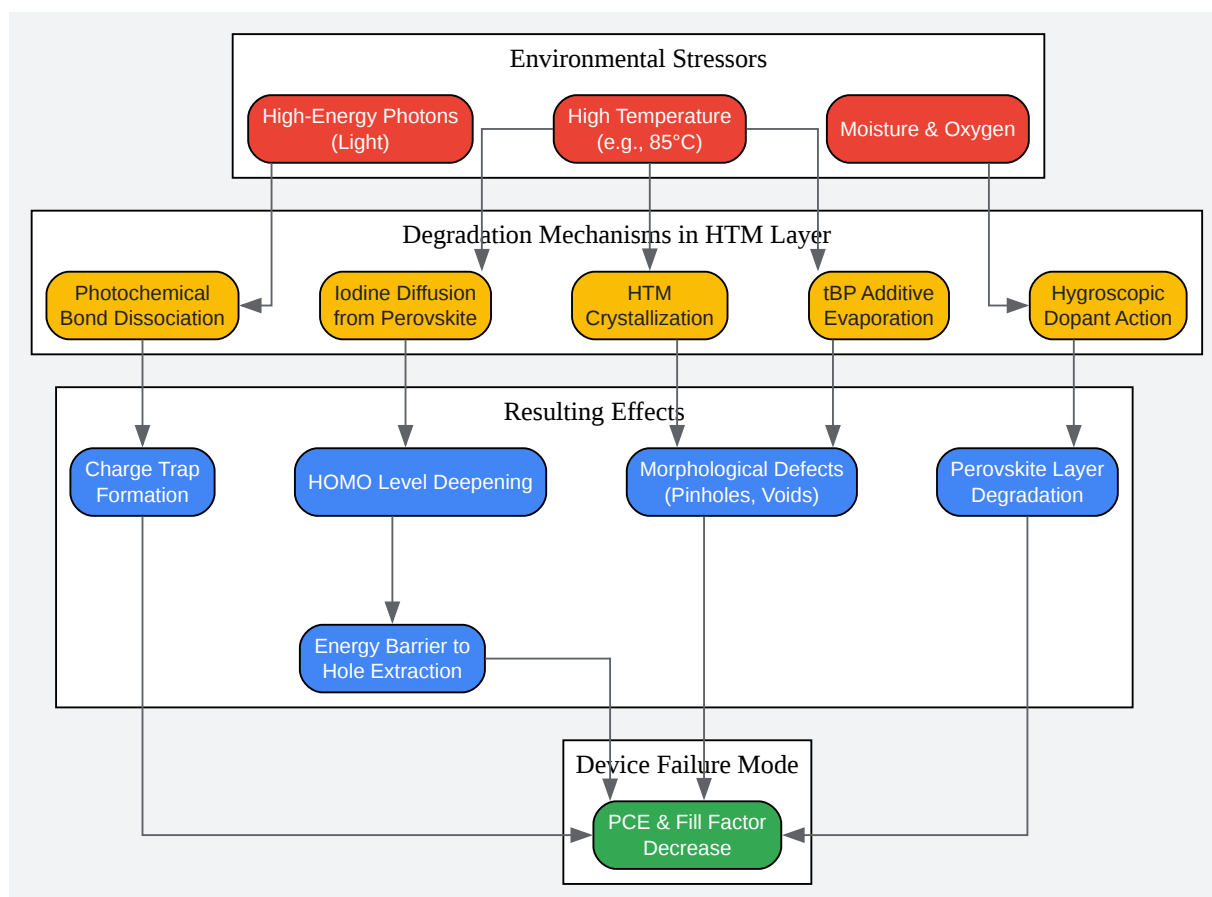 Environmental Stressors
High-Energy Photons
(Light)
High Temperature
(e.g., 85°C)
Moisture & Oxygen
Degradation Mechanisms in HTM Layer
Photochemical
Bond Dissociation
Iodine Diffusion
from Perovskite
HTM
Crystallization
tBP Additive
Evaporation
Hygroscopic
Dopant Action
Resulting Effects
Charge Trap
Formation
HOMO Level Deepening
Morphological Defects
(Pinholes, Voids)
Perovskite Layer
Degradation
Energy Barrier to
Hole Extraction
Device Failure Mode
PCE & Fill Factor
Decrease